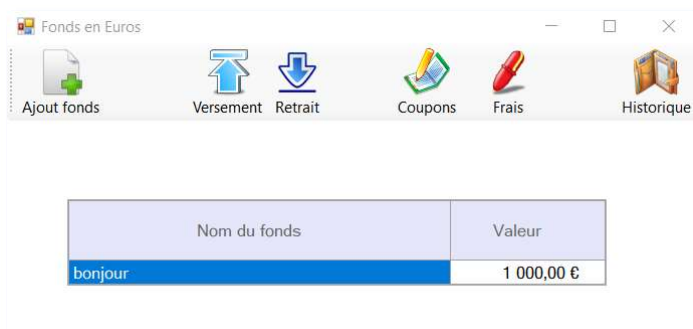 Fonds en Euros
Ajout fonds Versement Retrait Coupons Frais Historique
Nom du fonds Valeur
bonjour 1 000,00 €